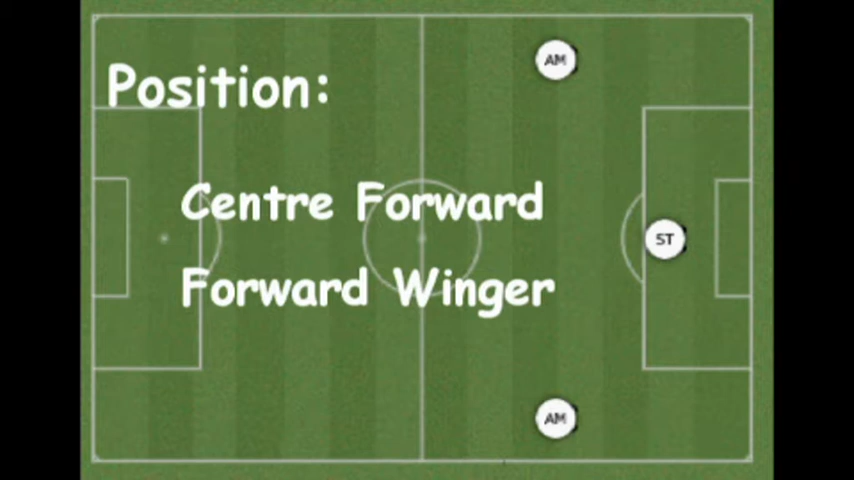 AM
Position:
Centre Forward
ST
Forward Winger
AM